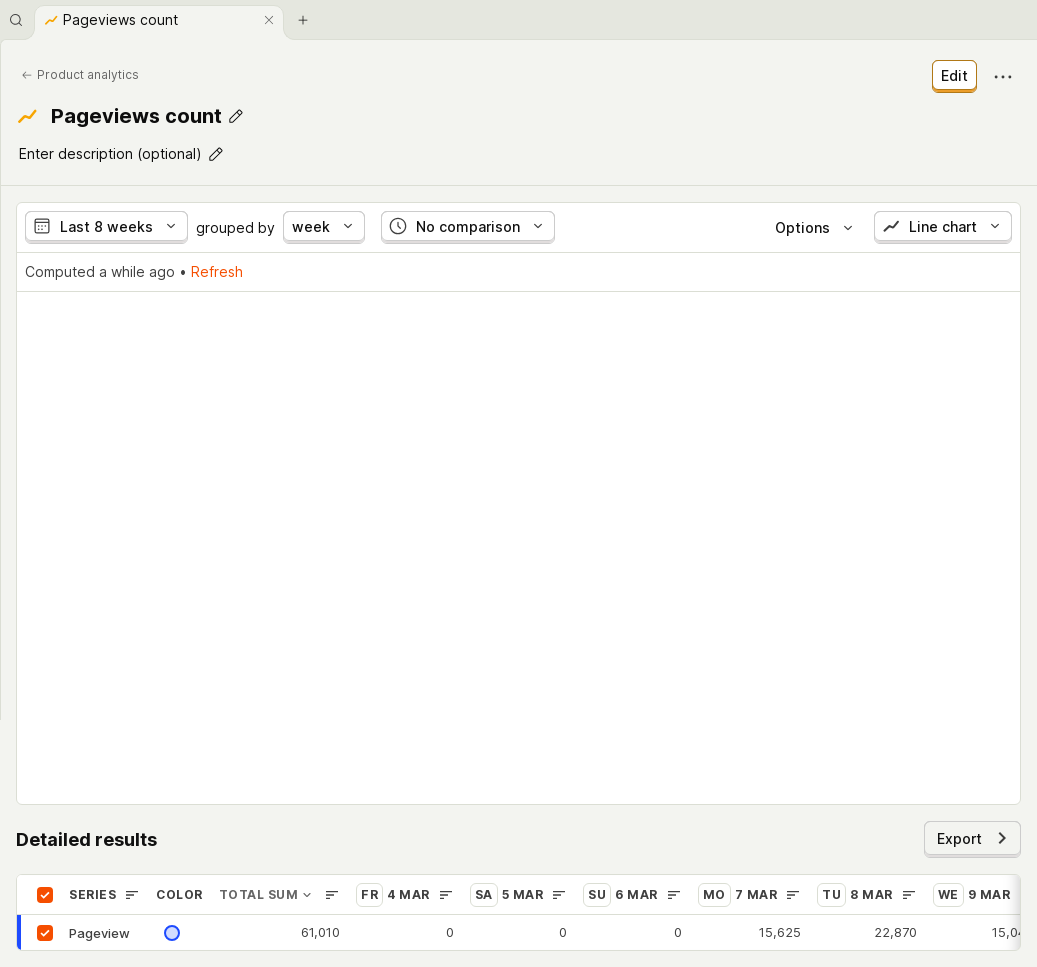 Pageviews count
Product analytics
Edit
Pageviews count
Enter description (optional)
Last 8 weeks grouped by week No comparison Options Line chart
Computed a while ago • Refresh
Detailed results
Export
SERIES COLOR TOTAL SUM FR 4 MAR SA 5 MAR SU 6 MAR MO 7 MAR TU 8 MAR WE 9 MAR
Pageview 61,010 0 0 0 15,625 22,870